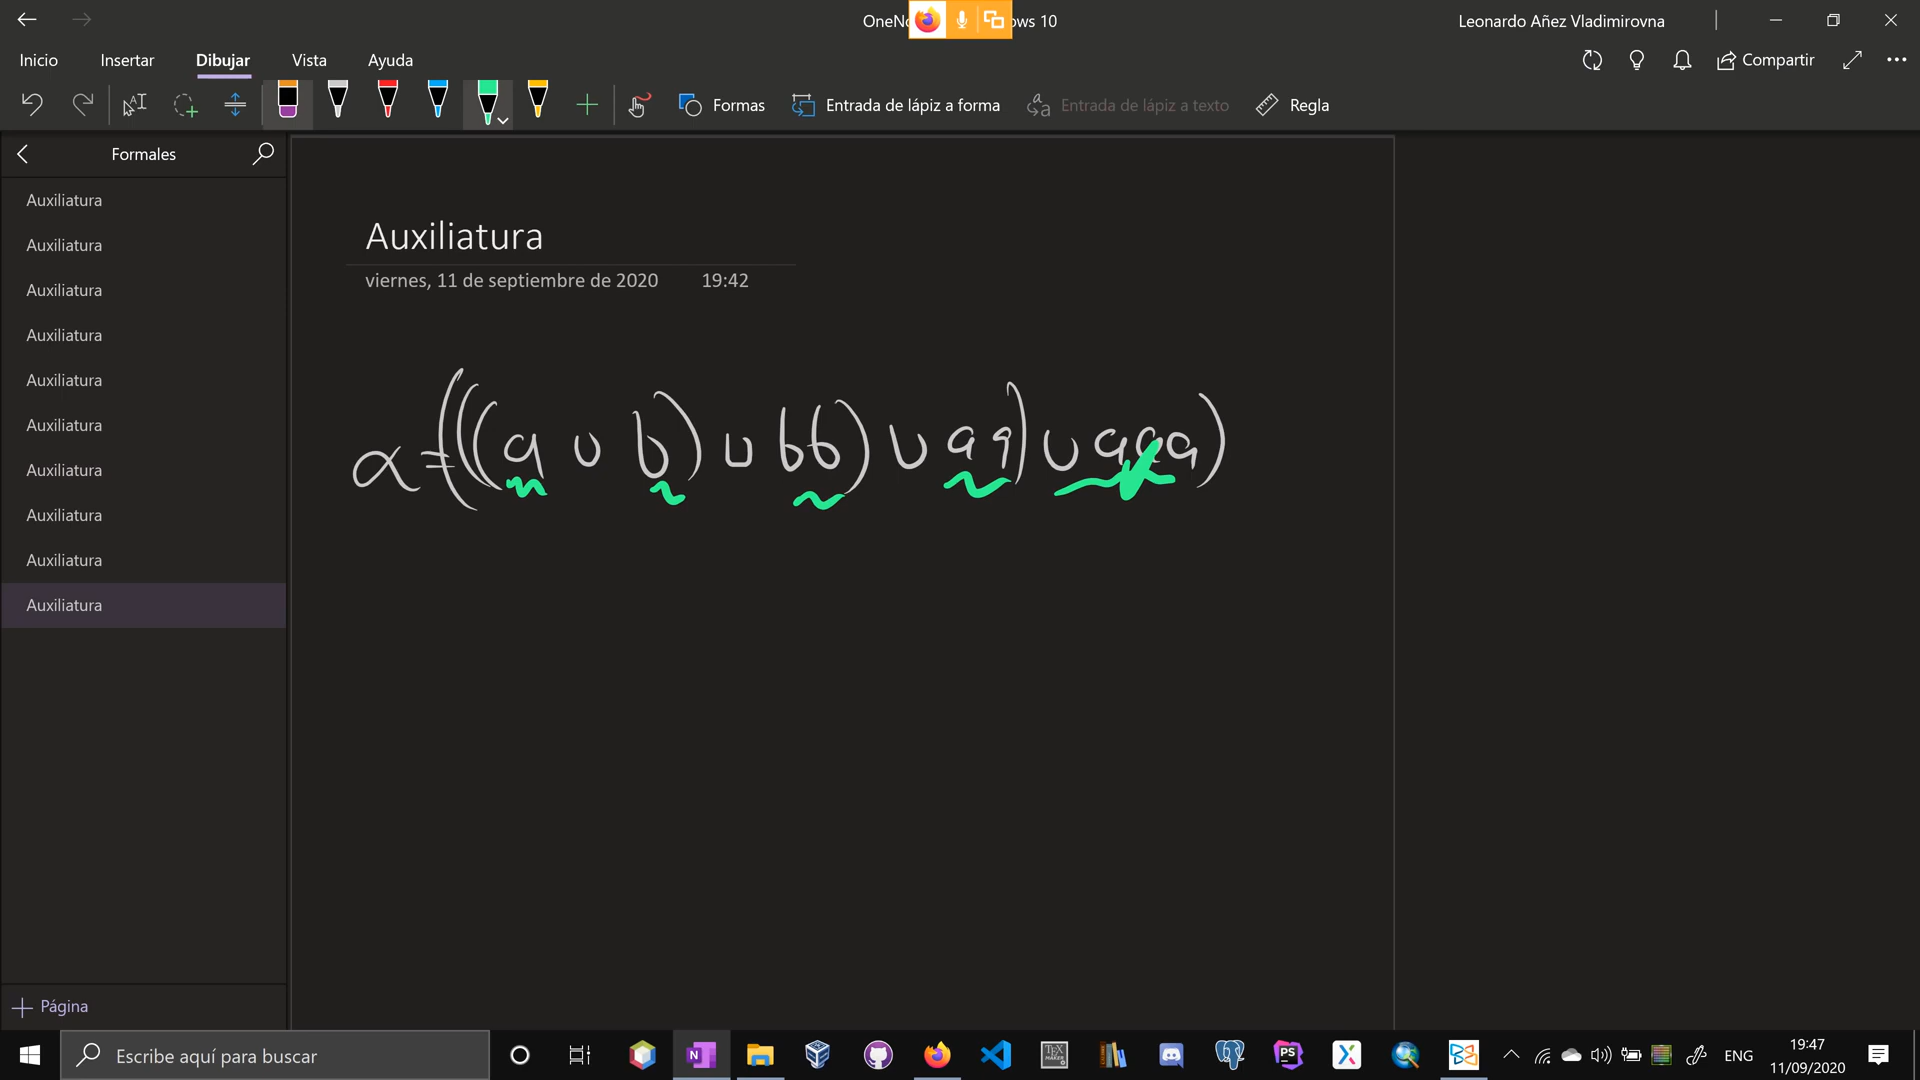 OneNo
ows 10
Leonardo Añez Vladimirovna
Inicio
Insertar
Dibujar
Vista
Ayuda
Compartir
Formas
Entrada de lápiz a forma
Entrada de lápiz a texto
Regla
Formales
Auxiliatura
Auxiliatura
Auxiliatura
Auxiliatura
Auxiliatura
Auxiliatura
Auxiliatura
Auxiliatura
Auxiliatura
Auxiliatura
Página
Auxiliatura
viernes, 11 de septiembre de 2020 19:42
α=(((a ∪ b) ∪ bb) ∪ aa) ∪ aaa)
Escribe aquí para buscar
ENG
19:47
11/09/2020